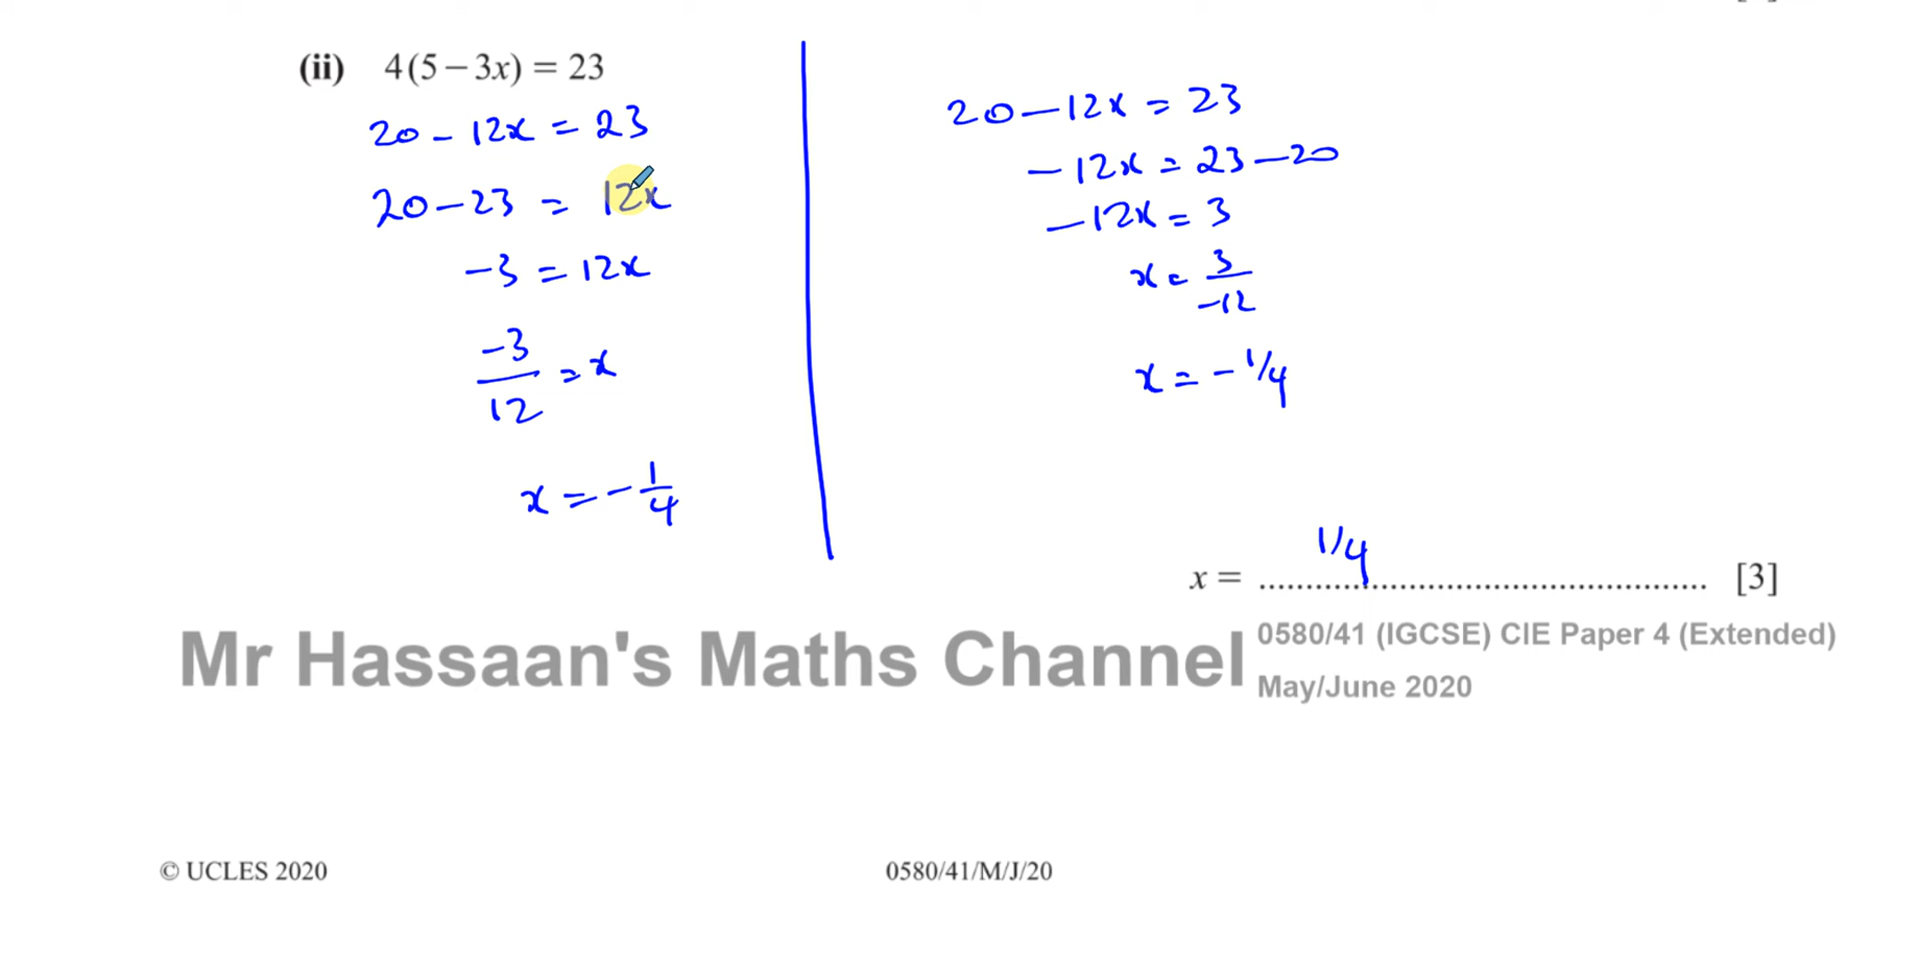 (ii) 4(5 − 3x) = 23
20 − 12x = 23
20 − 23 = 12x
−3 = 12x
−3/12 = x
x = −1/4
20 − 12x = 23
−12x = 23 − 20
−12x = 3
x = 3/−12
x = −1/4
1/4
x = .................................................. [3]
Mr Hassaan's Maths Channel
0580/41 (IGCSE) CIE Paper 4 (Extended)
May/June 2020
© UCLES 2020
0580/41/M/J/20